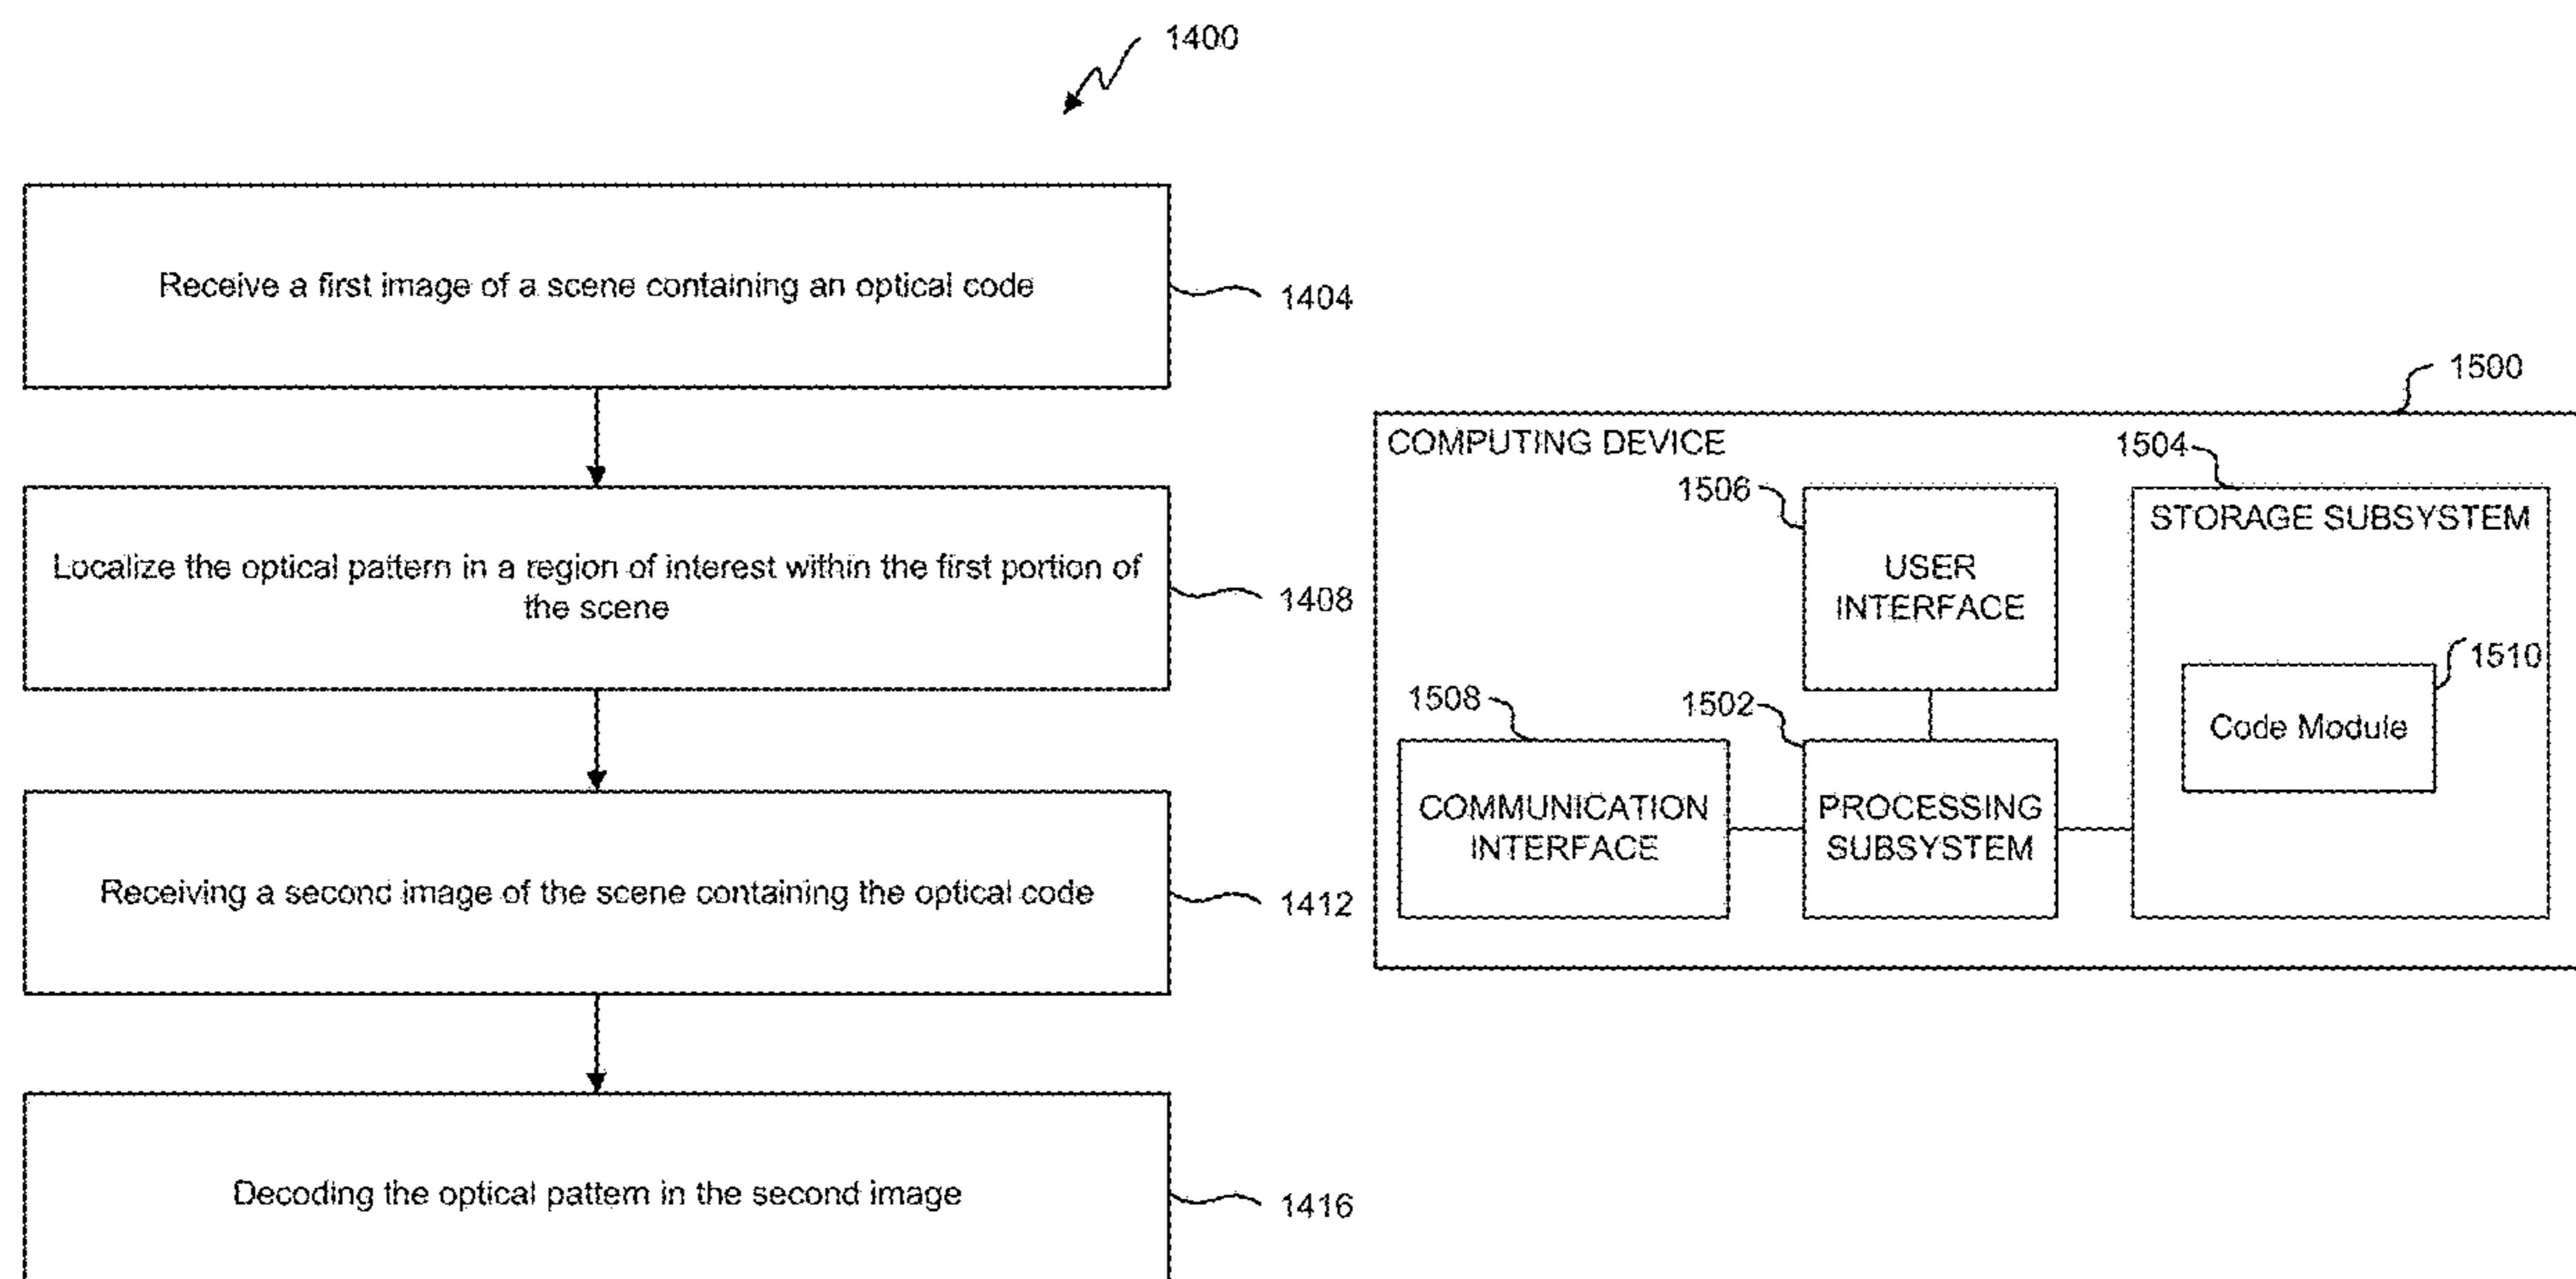 1400
Receive a first image of a scene containing an optical code
1404
Localize the optical pattern in a region of interest within the first portion of
the scene
1408
Receiving a second image of the scene containing the optical code
1412
Decoding the optical pattern in the second image
1416
1500
COMPUTING DEVICE
1504
STORAGE SUBSYSTEM
1506
USER
INTERFACE
1510
Code Module
1508
COMMUNICATION
INTERFACE
1502
PROCESSING
SUBSYSTEM